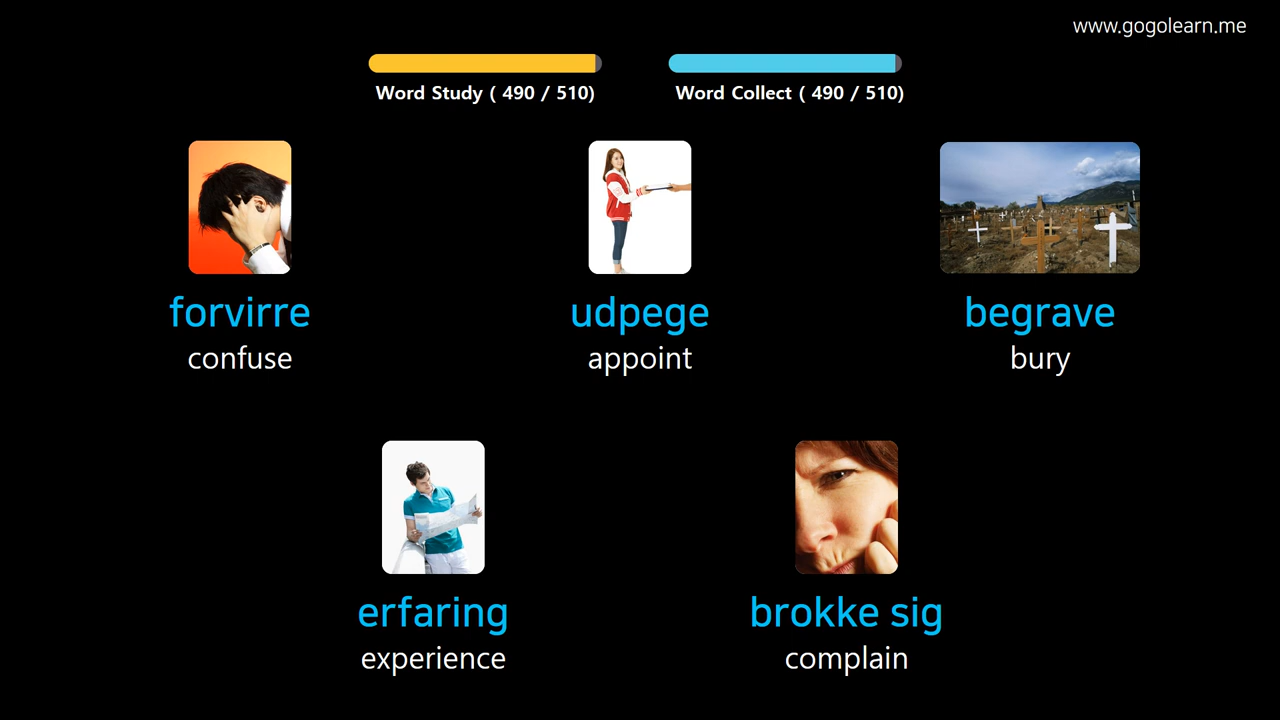 www.gogolearn.me
Word Study ( 490 / 510)
Word Collect ( 490 / 510)
forvirre
confuse
udpege
appoint
begrave
bury
erfaring
experience
brokke sig
complain